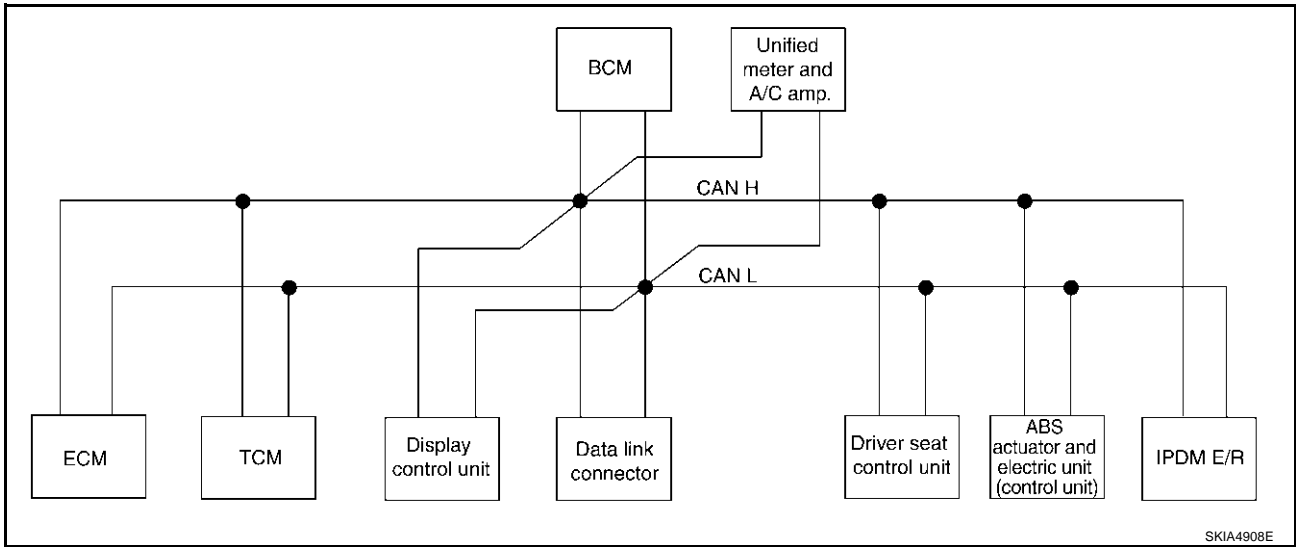 BCM
Unified
meter and
A/C amp.
CAN H
CAN L
ECM
TCM
Display
control unit
Data link
connector
Driver seat
control unit
ABS
actuator and
electric unit
(control unit)
IPDM E/R
SKIA4908E